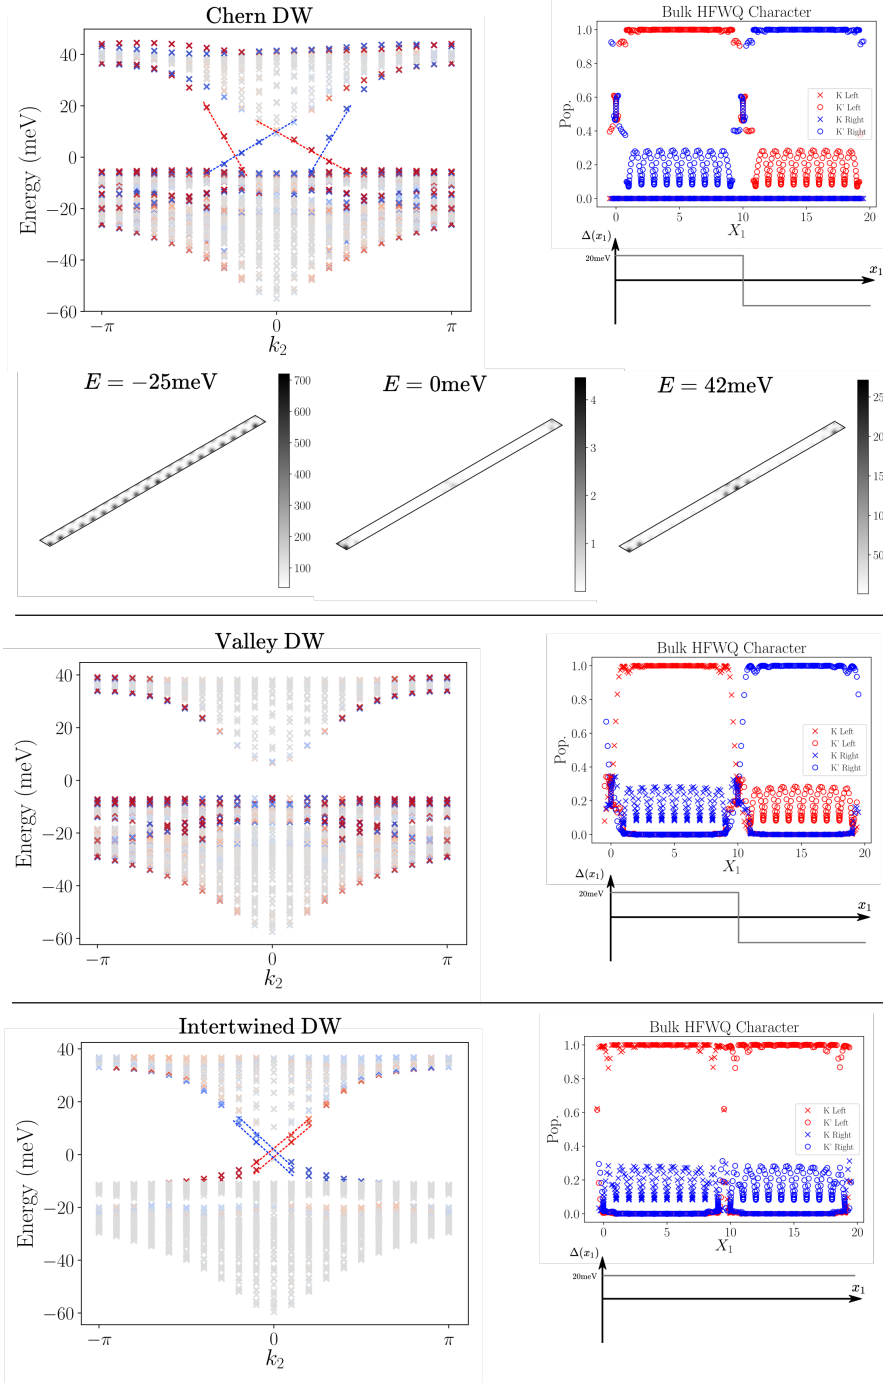 Chern DW
Energy (meV)
40
20
0
−20
−40
−60
−π
0
π
k₂
Bulk HFWQ Character
Pop.
1.0
0.8
0.6
0.4
0.2
0.0
× K Left
○ K' Left
× K Right
○ K' Right
0
5
10
15
20
X₁
Δ(x₁)
20meV
x₁
E = −25meV
700
600
500
400
300
200
100
E = 0meV
4
3
2
1
E = 42meV
25
20
15
10
50
Valley DW
Energy (meV)
40
20
0
−20
−40
−60
−π
0
π
k₂
Bulk HFWQ Character
Pop.
1.0
0.8
0.6
0.4
0.2
0.0
× K Left
○ K' Left
× K Right
○ K' Right
0
5
10
15
20
X₁
Δ(x₁)
20meV
x₁
Intertwined DW
Energy (meV)
40
20
0
−20
−40
−60
−π
0
π
k₂
Bulk HFWQ Character
Pop.
1.0
0.8
0.6
0.4
0.2
0.0
× K Left
○ K' Left
× K Right
○ K' Right
0
5
10
15
20
X₁
Δ(x₁)
20meV
x₁